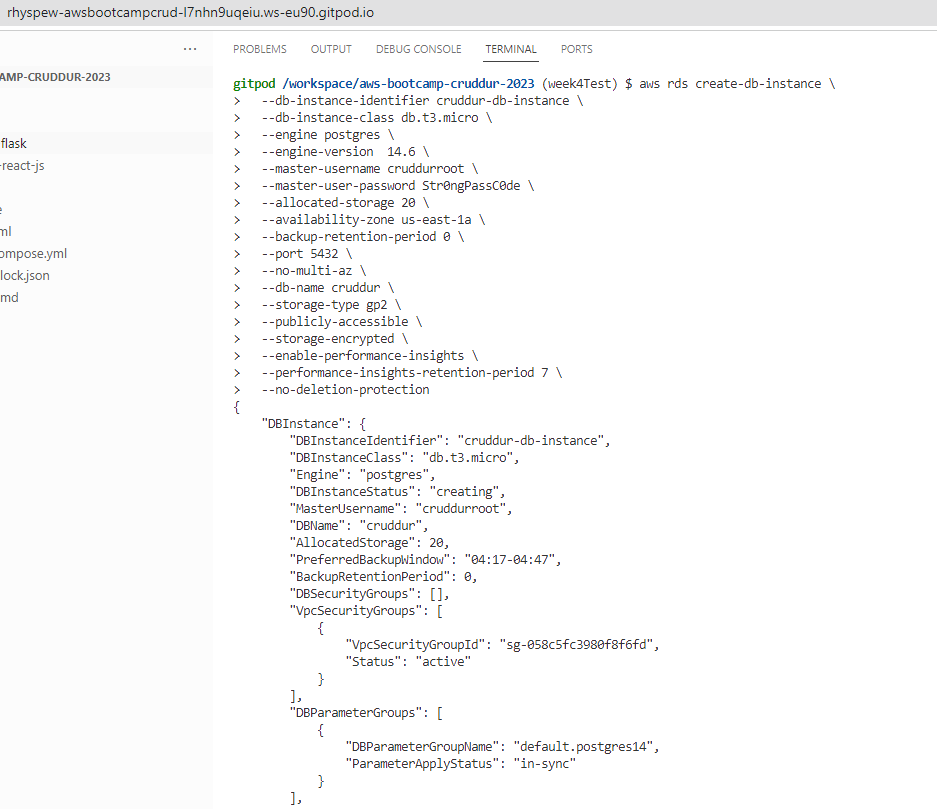 rhyspew-awsbootcampcrud-l7nhn9uqeiu.ws-eu90.gitpod.io
...
PROBLEMS OUTPUT DEBUG CONSOLE TERMINAL PORTS
AMP-CRUDDUR-2023
flask
-react-js
e
ml
ompose.yml
lock.json
md
gitpod /workspace/aws-bootcamp-cruddur-2023 (week4Test) $ aws rds create-db-instance \
> --db-instance-identifier cruddur-db-instance \
> --db-instance-class db.t3.micro \
> --engine postgres \
> --engine-version  14.6 \
> --master-username cruddurroot \
> --master-user-password Str0ngPassC0de \
> --allocated-storage 20 \
> --availability-zone us-east-1a \
> --backup-retention-period 0 \
> --port 5432 \
> --no-multi-az \
> --db-name cruddur \
> --storage-type gp2 \
> --publicly-accessible \
> --storage-encrypted \
> --enable-performance-insights \
> --performance-insights-retention-period 7 \
> --no-deletion-protection
{
"DBInstance": {
"DBInstanceIdentifier": "cruddur-db-instance",
"DBInstanceClass": "db.t3.micro",
"Engine": "postgres",
"DBInstanceStatus": "creating",
"MasterUsername": "cruddurroot",
"DBName": "cruddur",
"AllocatedStorage": 20,
"PreferredBackupWindow": "04:17-04:47",
"BackupRetentionPeriod": 0,
"DBSecurityGroups": [],
"VpcSecurityGroups": [
{
"VpcSecurityGroupId": "sg-058c5fc3980f8f6fd",
"Status": "active"
}
],
"DBParameterGroups": [
{
"DBParameterGroupName": "default.postgres14",
"ParameterApplyStatus": "in-sync"
}
],